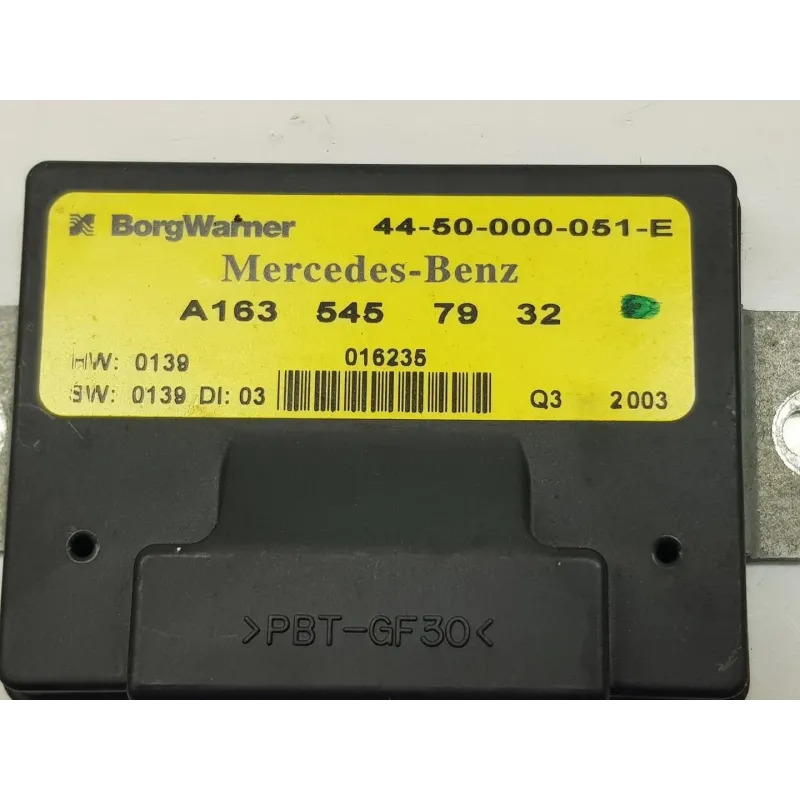 BorgWarner 44-50-000-051-E
Mercedes-Benz
A163 545 79 32
HW: 0139 016235
SW: 0139 DI: 03 Q3 2003
>PBT-GF30<